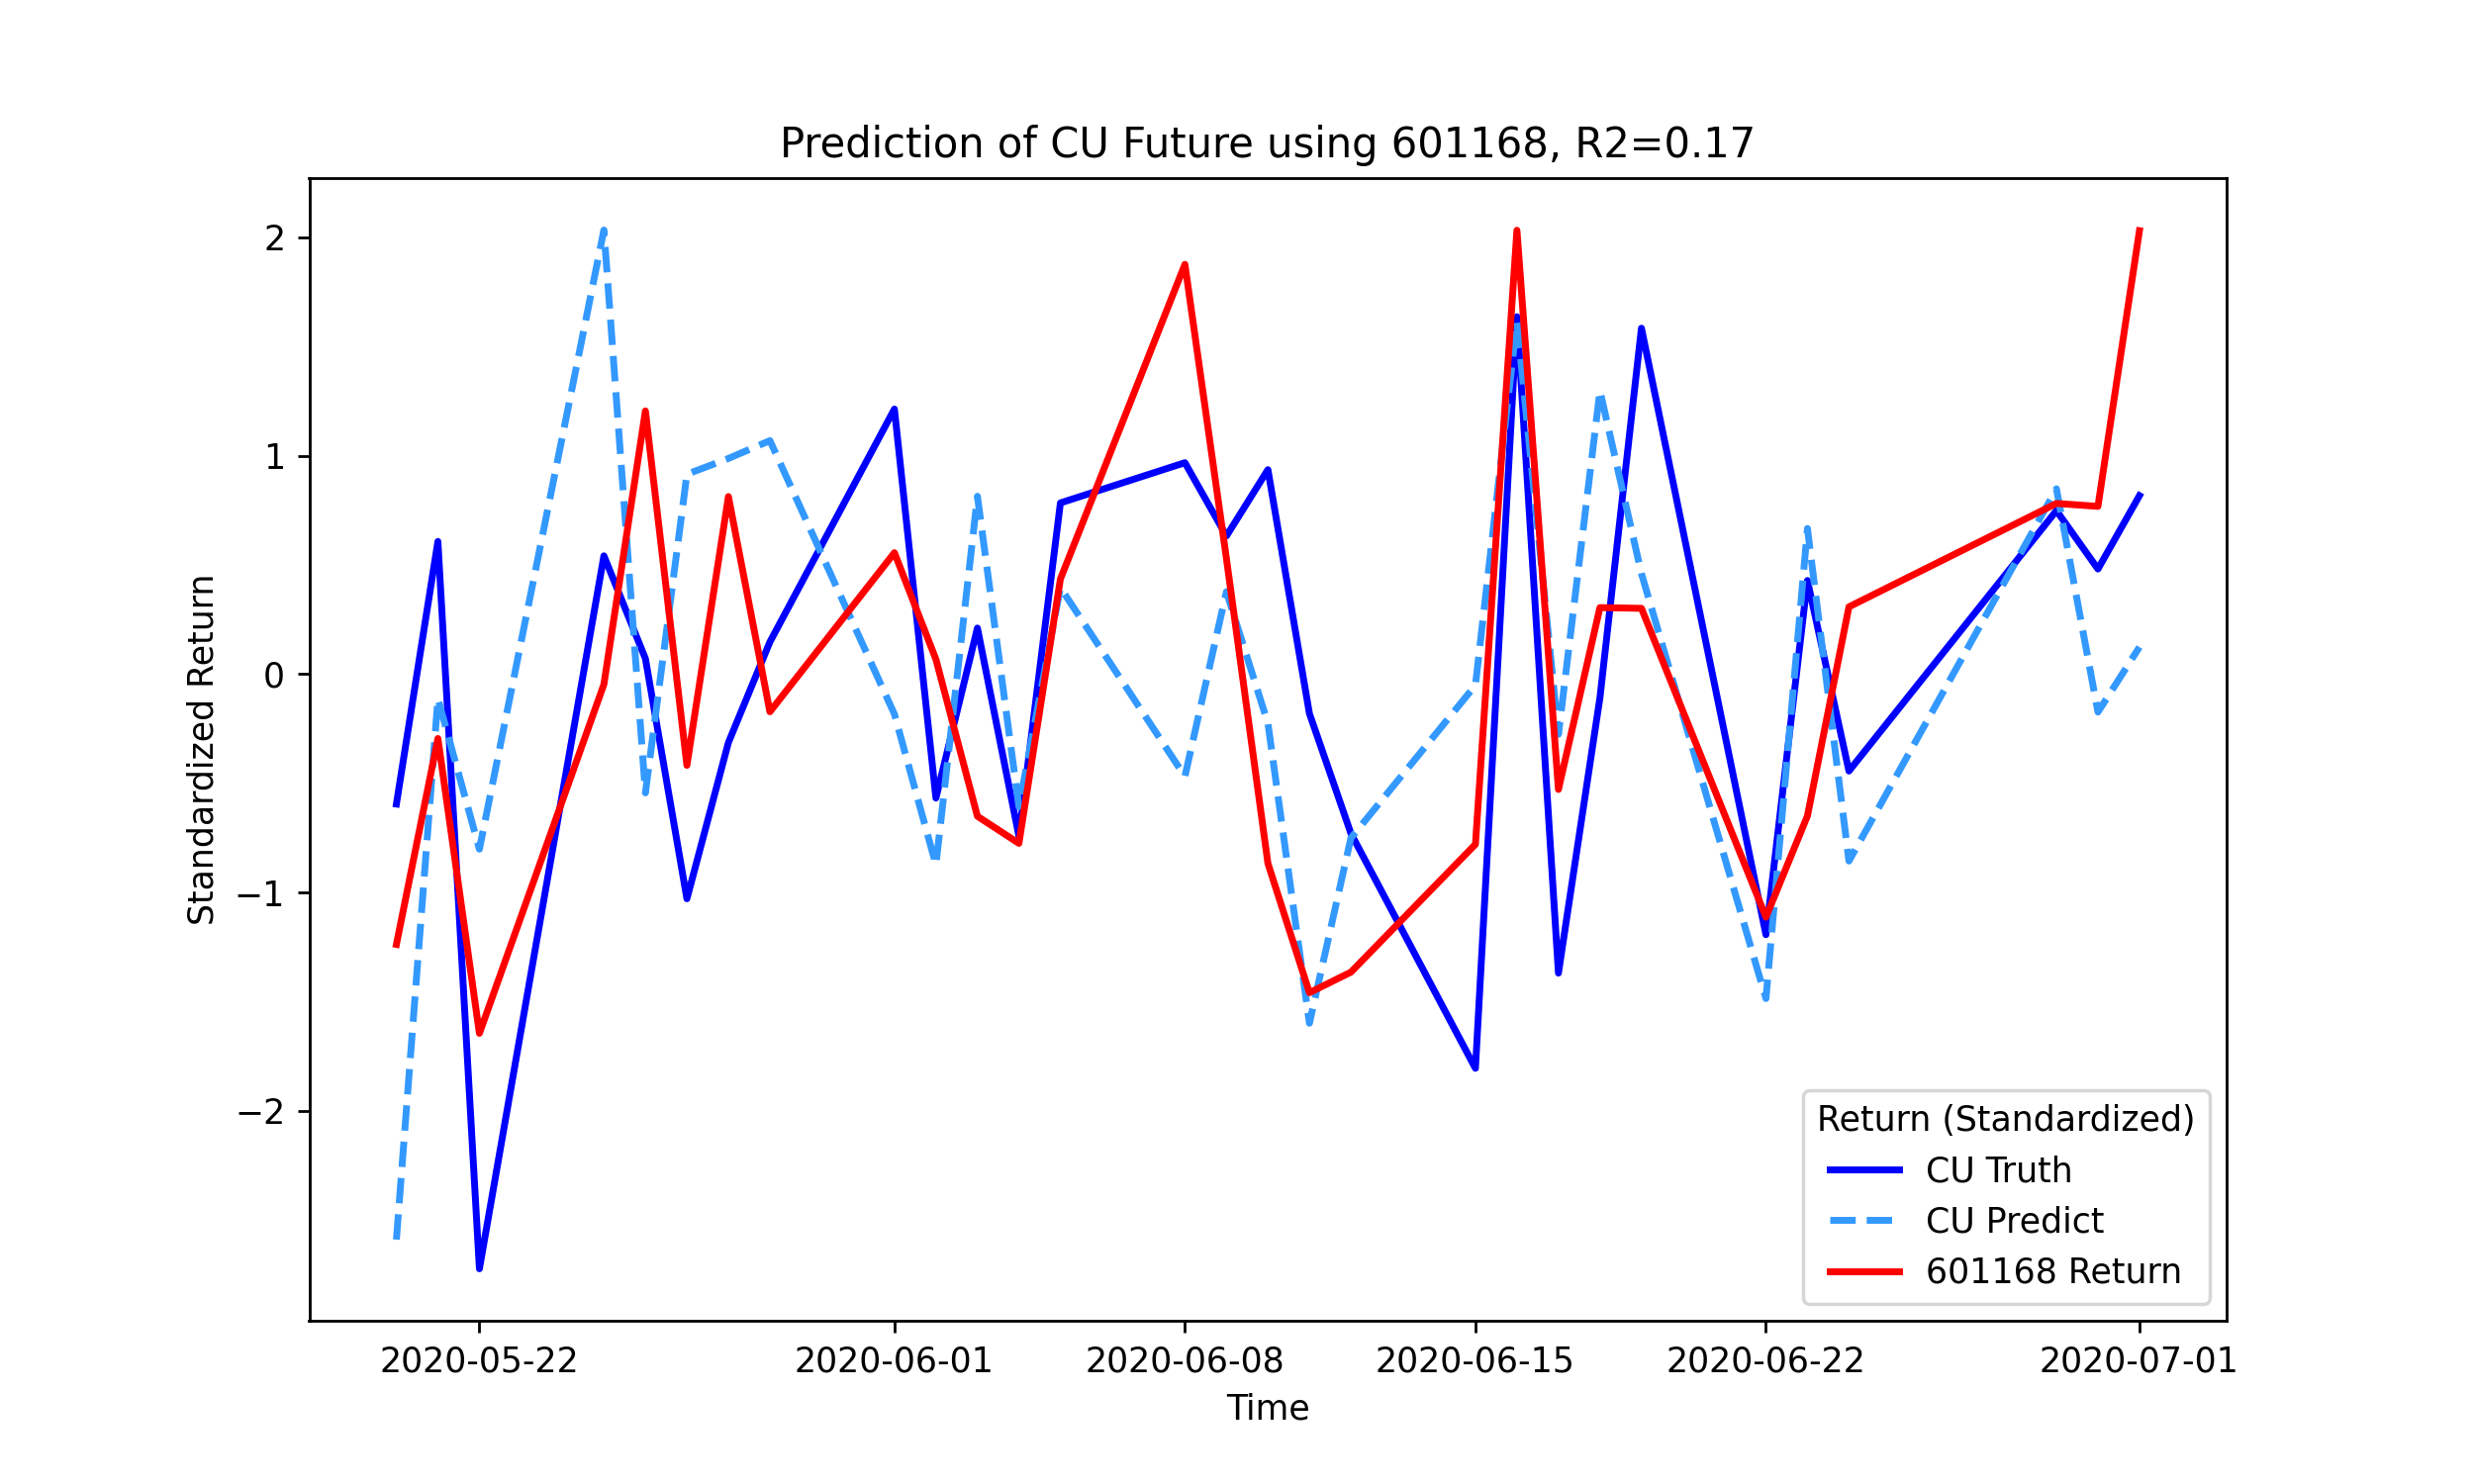 Prediction of CU Future using 601168, R2=0.17
Standardized Return
2
1
0
−1
−2
Return (Standardized)
CU Truth
CU Predict
601168 Return
2020-05-22
2020-06-01
2020-06-08
2020-06-15
2020-06-22
2020-07-01
Time